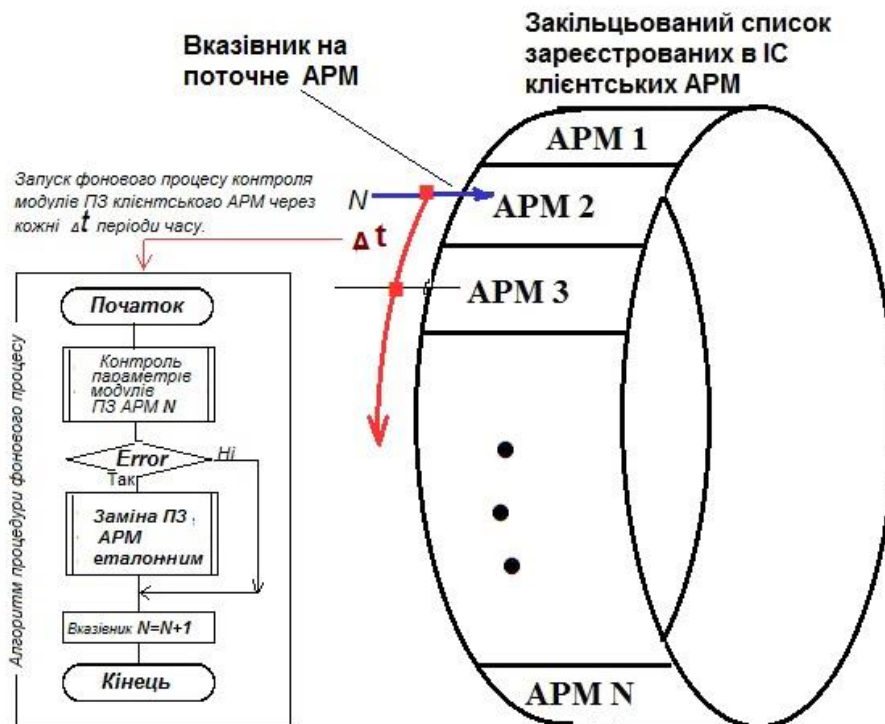 Вказівник на
поточне АРМ
Закільцьований список
зареєстрованих в ІС
клієнтських АРМ
Запуск фонового процесу контроля
модулів ПЗ клієнтського АРМ через
кожні Δt періоди часу.
N
Δt
АРМ 1
АРМ 2
АРМ 3
АРМ N
Алгоритм процедури фонового процесу
Початок
Контроль
параметрів
модулів
ПЗ АРМ N
Error
Ні
Так
Заміна ПЗ
АРМ
еталонним
Вказівник N=N+1
Кінець